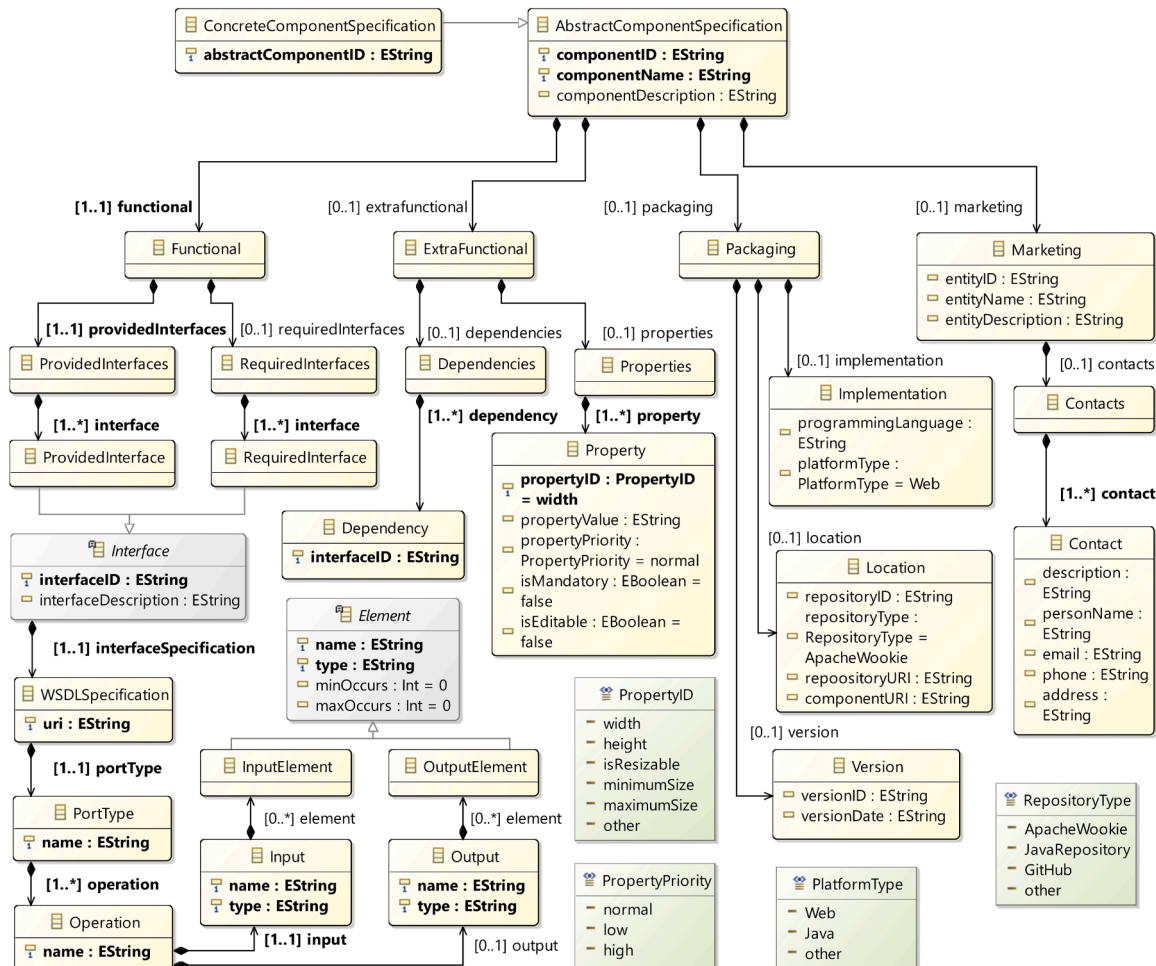 ConcreteComponentSpecification
abstractComponentID : EString
AbstractComponentSpecification
componentID : EString
componentName : EString
componentDescription : EString
[1..1] functional
[0..1] extrafunctional
[0..1] packaging
[0..1] marketing
Functional
ExtraFunctional
Packaging
Marketing
entityID : EString
entityName : EString
entityDescription : EString
[1..1] providedInterfaces
[0..1] requiredInterfaces
[0..1] dependencies
[0..1] properties
[0..1] implementation
[0..1] contacts
ProvidedInterfaces
RequiredInterfaces
Dependencies
Properties
Implementation
programmingLanguage :
EString
platformType :
PlatformType = Web
Contacts
[1..*] interface
[1..*] interface
[1..*] dependency
[1..*] property
[1..*] contact
ProvidedInterface
RequiredInterface
Property
propertyID : PropertyID
= width
propertyValue : EString
propertyPriority :
PropertyPriority = normal
isMandatory : EBoolean =
false
isEditable : EBoolean =
false
Dependency
interfaceID : EString
[0..1] location
Location
repositoryID : EString
repositoryType :
RepositoryType =
ApacheWookie
repoositoryURI : EString
componentURI : EString
Contact
description :
EString
personName :
EString
email : EString
phone : EString
address :
EString
Interface
interfaceID : EString
interfaceDescription : EString
[1..1] interfaceSpecification
Element
name : EString
type : EString
minOccurs : Int = 0
maxOccurs : Int = 0
WSDLSpecification
uri : EString
PropertyID
width
height
isResizable
minimumSize
maximumSize
other
[0..1] version
Version
versionID : EString
versionDate : EString
[1..1] portType
InputElement
OutputElement
RepositoryType
ApacheWookie
JavaRepository
GitHub
other
PortType
name : EString
[0..*] element
[0..*] element
Input
name : EString
type : EString
Output
name : EString
type : EString
[1..*] operation
PropertyPriority
normal
low
high
PlatformType
Web
Java
other
Operation
name : EString
[1..1] input
[0..1] output